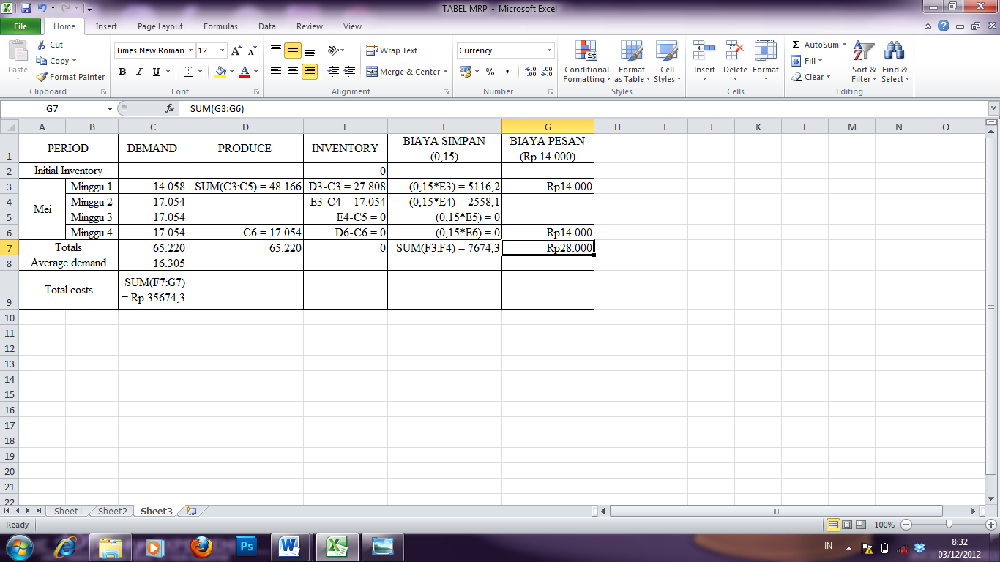 TABEL MRP - Microsoft Excel
File Home Insert Page Layout Formulas Data Review View
Paste
Cut
Copy
Format Painter
Clipboard
Times New Roman 12
B I U
Font
Wrap Text
Merge & Center
Alignment
Currency
% ,
Number
Conditional Formatting
Format as Table
Cell Styles
Styles
Insert Delete Format
Cells
Σ AutoSum
Fill
Clear
Sort & Filter
Find & Select
Editing
G7 fx =SUM(G3:G6)
A B C D E F G H I J K L M N O
1 PERIOD DEMAND PRODUCE INVENTORY BIAYA SIMPAN (0,15) BIAYA PESAN (Rp 14.000)
2 Initial Inventory 0
3 Mei Minggu 1 14.058 SUM(C3:C5) = 48.166 D3-C3 = 27.808 (0,15*E3) = 5116,2 Rp14.000
4 Minggu 2 17.054 E3-C4 = 17.054 (0,15*E4) = 2558,1
5 Minggu 3 17.054 E4-C5 = 0 (0,15*E5) = 0
6 Minggu 4 17.054 C6 = 17.054 D6-C6 = 0 (0,15*E6) = 0 Rp14.000
7 Totals 65.220 65.220 0 SUM(F3:F4) = 7674,3 Rp28.000
8 Average demand 16.305
9 Total costs SUM(F7:G7) = Rp 35674,3
10
11
12
13
14
15
16
17
18
19
20
21
22
Sheet1 Sheet2 Sheet3
Ready 100%
Ps
IN
8:32
03/12/2012